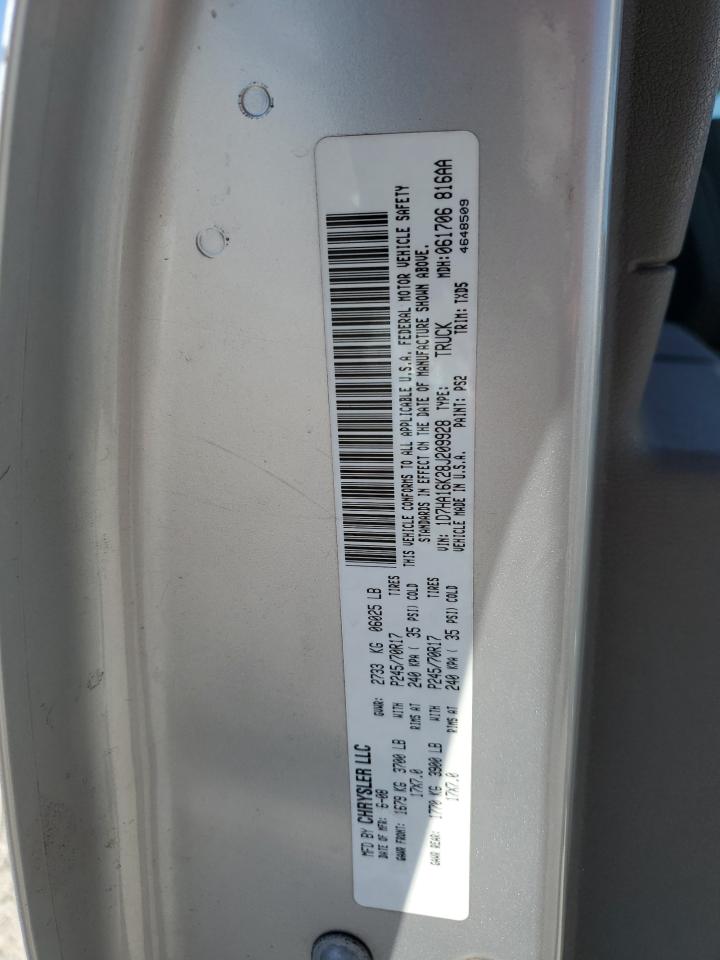 MFD BY CHRYSLER LLC
DATE OF MFR: 6-08 GVWR: 2733 KG 06025 LB
GAWR FRONT: 1679 KG 3700 LB WITH P245/70R17 TIRES
17X7.0 RIMS AT 240 KPA ( 35 PSI) COLD
GAWR REAR: 1770 KG 3900 LB WITH P245/70R17 TIRES
17X7.0 RIMS AT 240 KPA ( 35 PSI) COLD
THIS VEHICLE CONFORMS TO ALL APPLICABLE U.S.A. FEDERAL MOTOR VEHICLE SAFETY
STANDARDS IN EFFECT ON THE DATE OF MANUFACTURE SHOWN ABOVE.
VIN: 1D7HA16K28J209928 TYPE: TRUCK MDH:061706 816AA
VEHICLE MADE IN U.S.A. PAINT: PS2 TRIM: TXD5 4648509